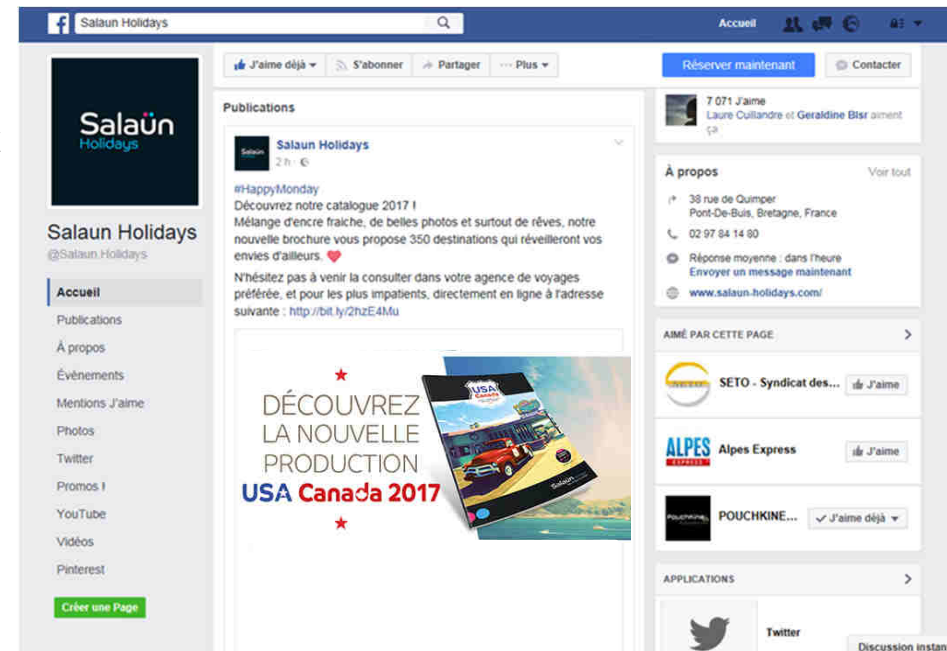 Salaun Holidays
Accueil
Salaün
Holidays
Salaun Holidays
@Salaun.Holidays
Accueil
Publications
À propos
Évènements
Mentions J'aime
Photos
Twitter
Promos !
YouTube
Vidéos
Pinterest
Créer une Page
J'aime déjà
S'abonner
Partager
Plus
Réserver maintenant
Contacter
Publications
Salaün
Salaun Holidays
2 h
#HappyMonday
Découvrez notre catalogue 2017 !
Mélange d'encre fraiche, de belles photos et surtout de rêves, notre
nouvelle brochure vous propose 350 destinations qui réveilleront vos
envies d'ailleurs.
N'hésitez pas à venir la consulter dans votre agence de voyages
préférée, et pour les plus impatients, directement en ligne à l'adresse
suivante : http://bit.ly/2hzE4Mu
DÉCOUVREZ
LA NOUVELLE
PRODUCTION
USA Canada 2017
USA
Canada
Salaün
7 071 J'aime
Laure Cuillandre et Geraldine Blsr aiment
ça
À propos
Voir tout
38 rue de Quimper
Pont-De-Buis, Bretagne, France
02 97 84 14 80
Réponse moyenne : dans l'heure
Envoyer un message maintenant
www.salaun-holidays.com/
AIMÉ PAR CETTE PAGE
SETO - Syndicat des...
J'aime
ALPES
EXPRESS
Alpes Express
J'aime
POUCHKINE
POUCHKINE...
J'aime déjà
APPLICATIONS
Twitter
Discussion instan